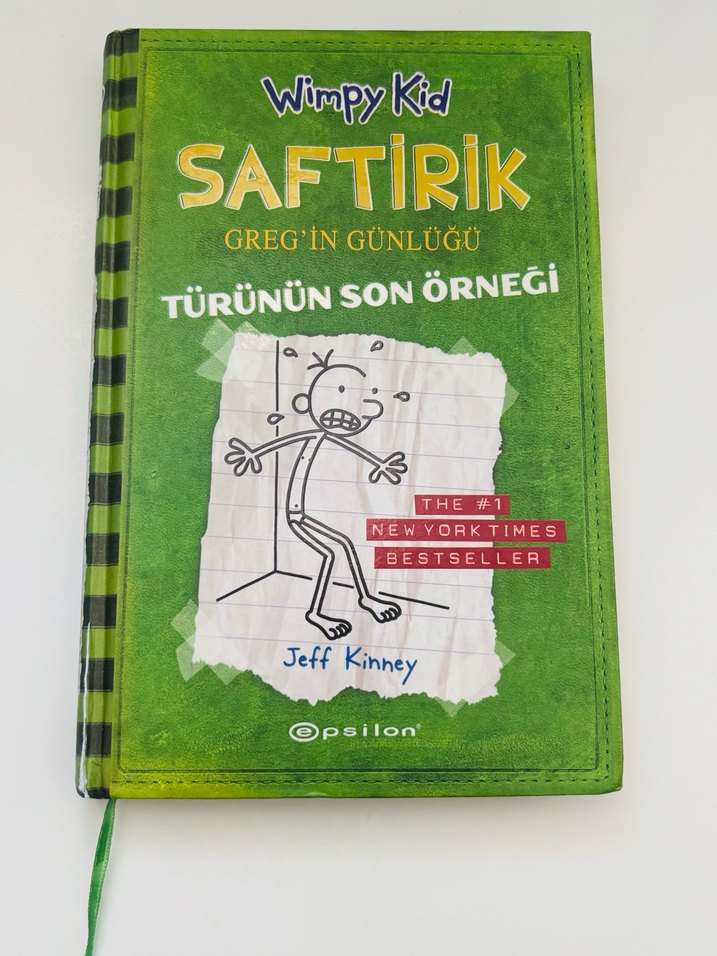 Wimpy Kid
SAFTİRİK
GREG'İN GÜNLÜĞÜ
TÜRÜNÜN SON ÖRNEĞİ
THE #1
NEW YORK TIMES
BESTSELLER
Jeff Kinney
epsilon®